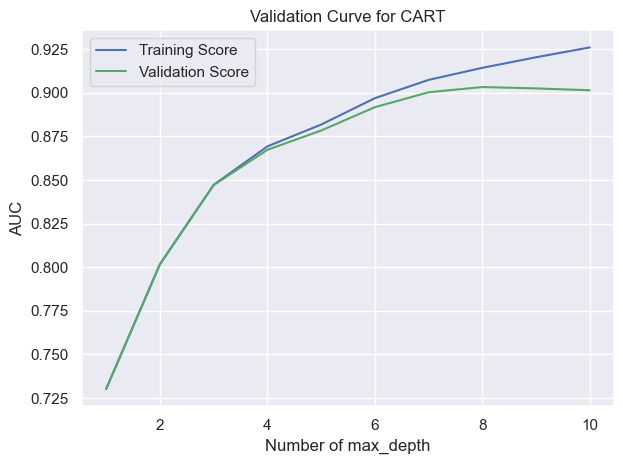 Validation Curve for CART
Training Score
Validation Score
0.925
0.900
0.875
0.850
0.825
0.800
0.775
0.750
0.725
AUC
2 4 6 8 10
Number of max_depth